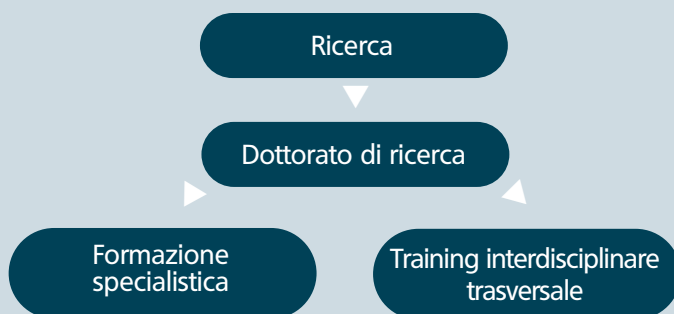 Ricerca
Dottorato di ricerca
Formazione
specialistica
Training interdisciplinare
trasversale